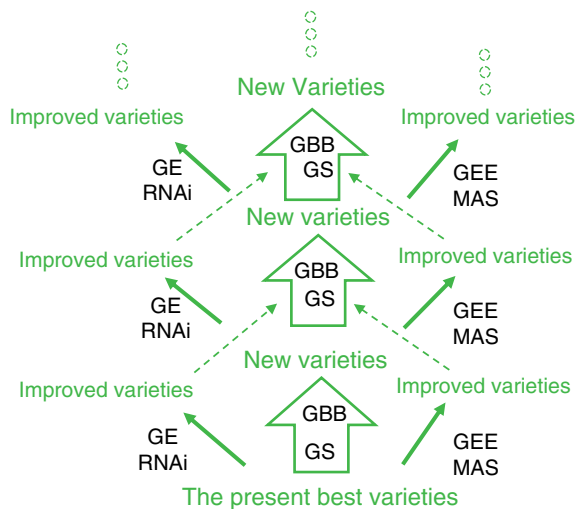 New Varieties
Improved varieties
Improved varieties
GBB
GS
GE
RNAi
GEE
MAS
New varieties
Improved varieties
Improved varieties
GBB
GS
GE
RNAi
GEE
MAS
New varieties
Improved varieties
Improved varieties
GBB
GS
GE
RNAi
GEE
MAS
The present best varieties